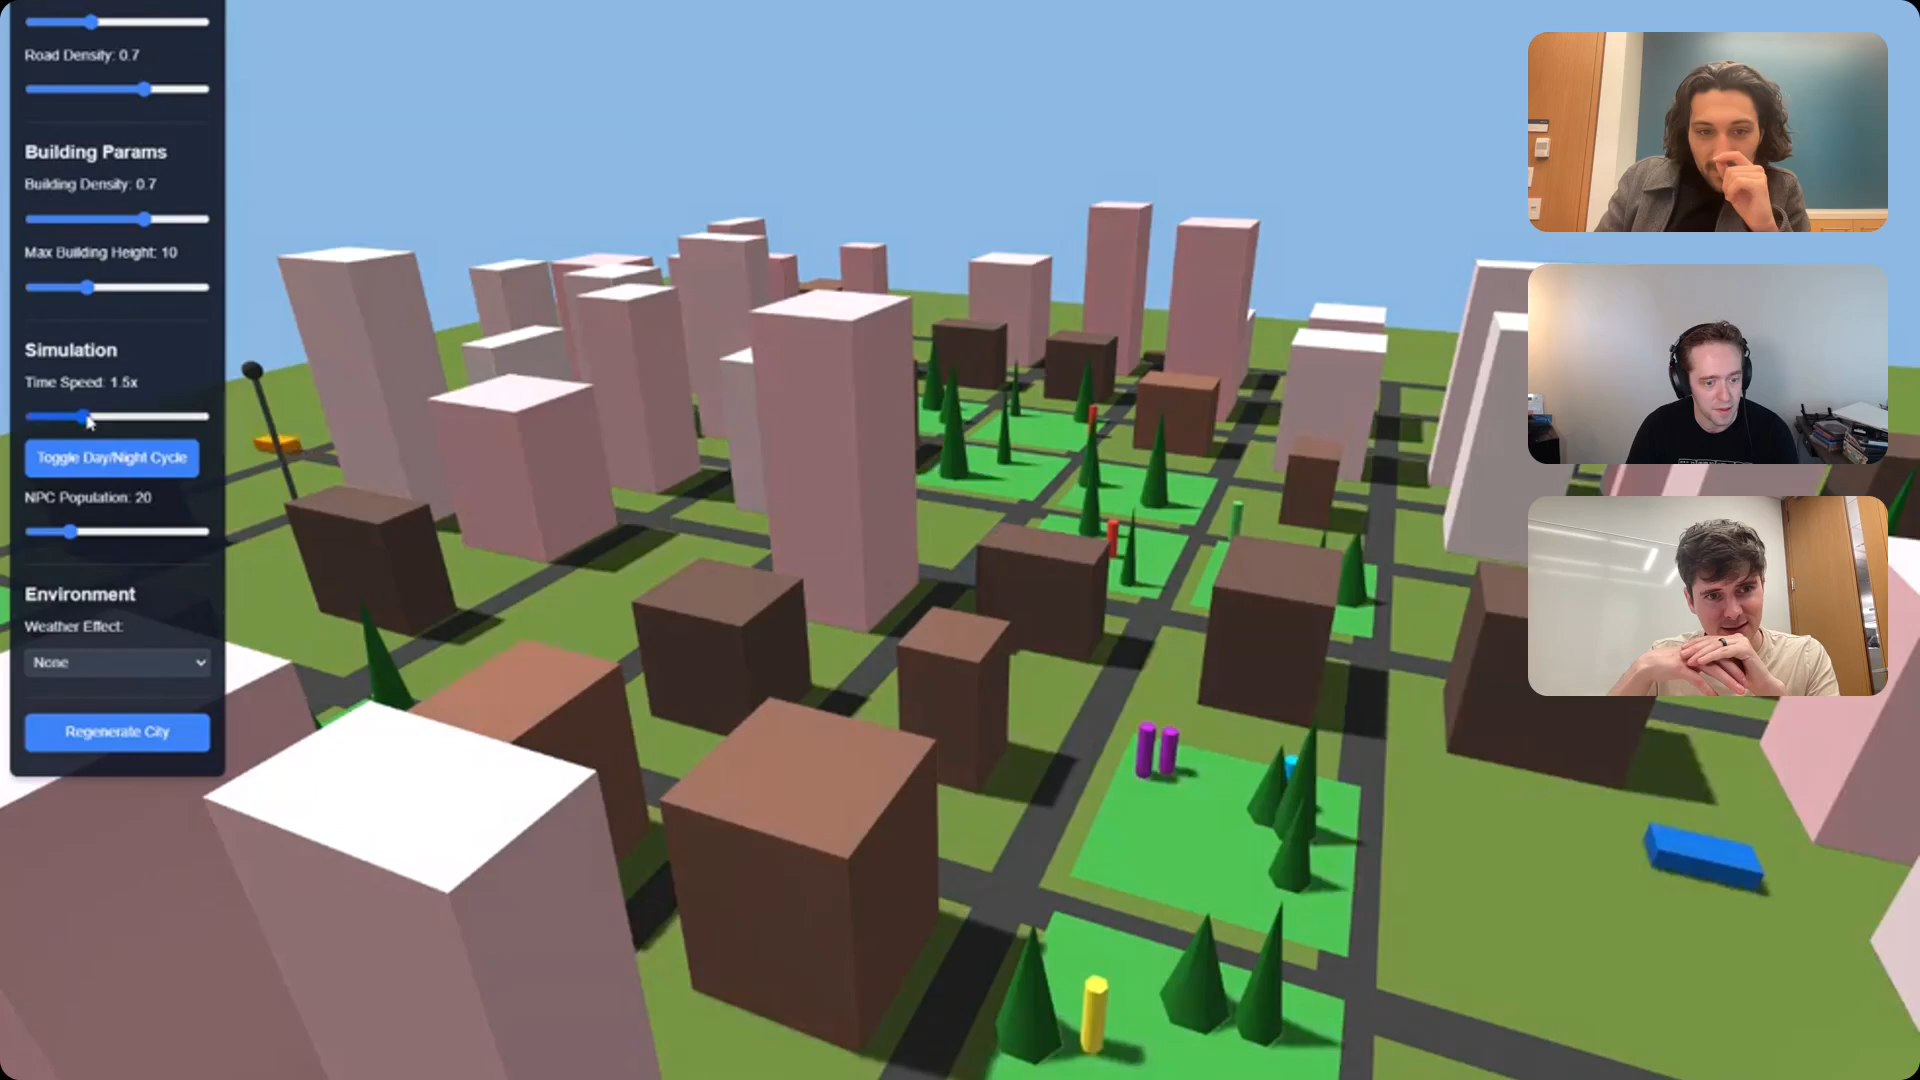 Road Density: 0.7
Building Params
Building Density: 0.7
Max Building Height: 10
Simulation
Time Speed: 1.5x
Toggle Day/Night Cycle
NPC Population: 20
Environment
Weather Effect:
None
Regenerate City